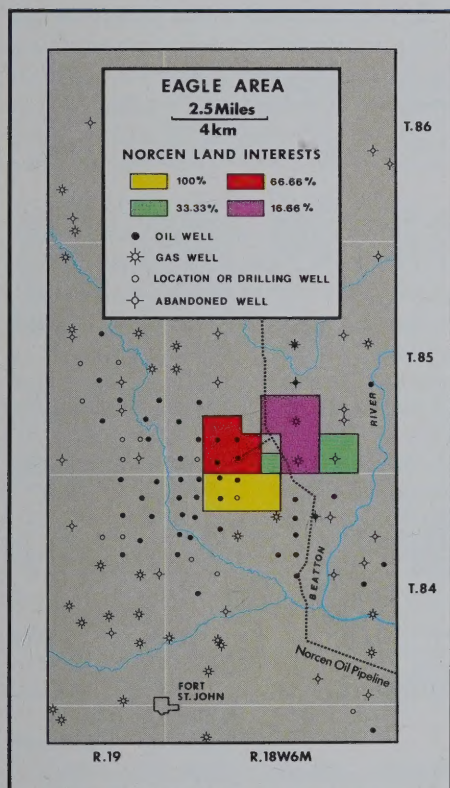 EAGLE AREA
2.5 Miles
4 km
NORCEN LAND INTERESTS
100% 66.66%
33.33% 16.66%
OIL WELL
GAS WELL
LOCATION OR DRILLING WELL
ABANDONED WELL
T.86
T.85
RIVER
BEATTON
T.84
Norcen Oil Pipeline
FORT
ST. JOHN
R.19 R.18W6M